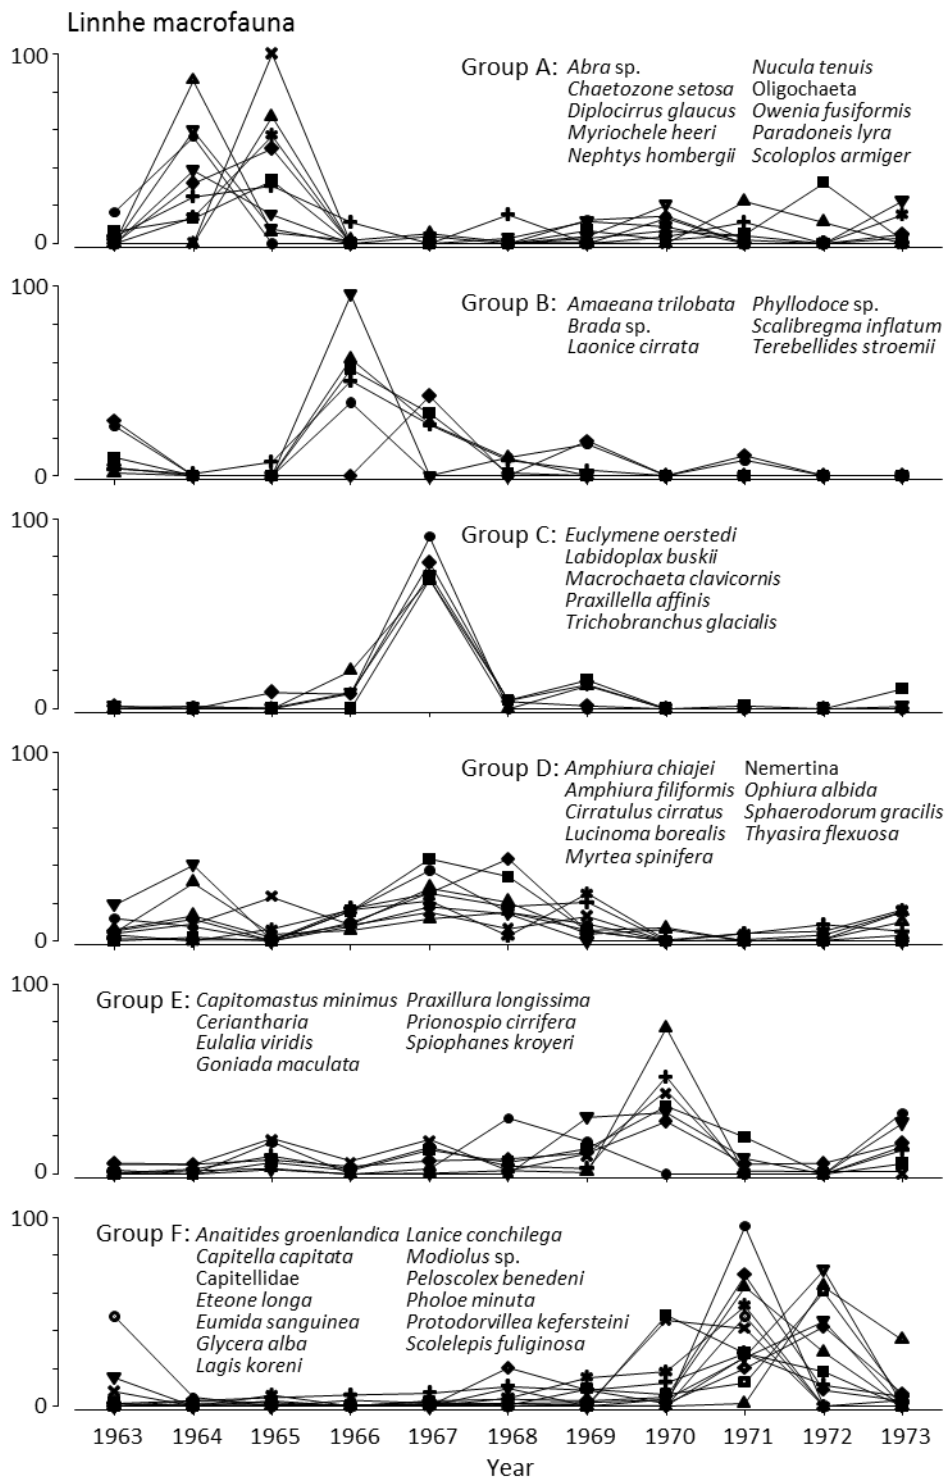 Linnhe macrofauna
100
0
Group A: Abra sp. Nucula tenuis
Chaetozone setosa Oligochaeta
Diplocirrus glaucus Owenia fusiformis
Myriochele heeri Paradoneis lyra
Nephtys hombergii Scoloplos armiger
100
0
Group B: Amaeana trilobata Phyllodoce sp.
Brada sp. Scalibregma inflatum
Laonice cirrata Terebellides stroemii
100
0
Group C: Euclymene oerstedi
Labidoplax buskii
Macrochaeta clavicornis
Praxillella affinis
Trichobranchus glacialis
100
0
Group D: Amphiura chiajei Nemertina
Amphiura filiformis Ophiura albida
Cirratulus cirratus Sphaerodorum gracilis
Lucinoma borealis Thyasira flexuosa
Myrtea spinifera
100
0
Group E: Capitomastus minimus Praxillura longissima
Ceriantharia Prionospio cirrifera
Eulalia viridis Spiophanes kroyeri
Goniada maculata
100
0
Group F: Anaitides groenlandica Lanice conchilega
Capitella capitata Modiolus sp.
Capitellidae Peloscolex benedeni
Eteone longa Pholoe minuta
Eumida sanguinea Protodorvillea kefersteini
Glycera alba Scolelepis fuliginosa
Lagis koreni
1963 1964 1965 1966 1967 1968 1969 1970 1971 1972 1973
Year